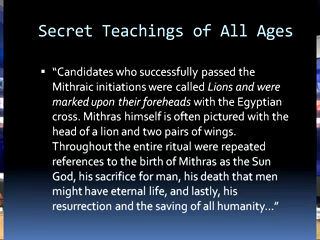 Secret Teachings of All Ages
▪ “Candidates who successfully passed the
Mithraic initiations were called Lions and were
marked upon their foreheads with the Egyptian
cross. Mithras himself is often pictured with the
head of a lion and two pairs of wings.
Throughout the entire ritual were repeated
references to the birth of Mithras as the Sun
God, his sacrifice for man, his death that men
might have eternal life, and lastly, his
resurrection and the saving of all humanity...”